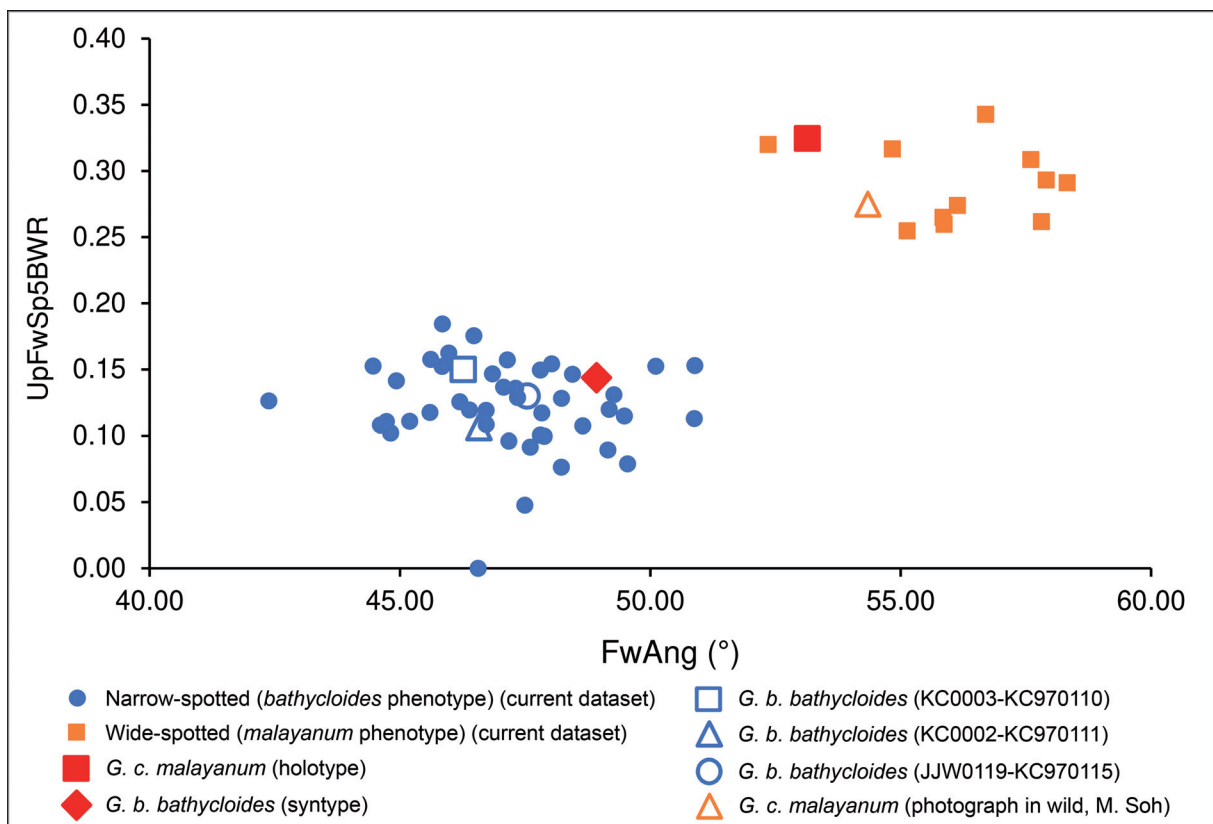 0.40
0.35
0.30
0.25
0.20
0.15
0.10
0.05
0.00
UpFwSp5BWR
40.00 45.00 50.00 55.00 60.00
FwAng (°)
Narrow-spotted (bathycloides phenotype) (current dataset)
Wide-spotted (malayanum phenotype) (current dataset)
G. c. malayanum (holotype)
G. b. bathycloides (syntype)
G. b. bathycloides (KC0003-KC970110)
G. b. bathycloides (KC0002-KC970111)
G. b. bathycloides (JJW0119-KC970115)
G. c. malayanum (photograph in wild, M. Soh)